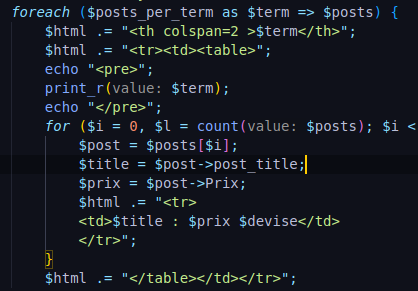 foreach ($posts_per_term as $term => $posts) {
$html .= "<th colspan=2 >$term</th>";
$html .= "<tr><td><table>";
echo "<pre>";
print_r(value: $term);
echo "</pre>";
for ($i = 0, $l = count(value: $posts); $i <
$post = $posts[$i];
$title = $post->post_title;
$prix = $post->Prix;
$html .= "<tr>
<td>$title : $prix $devise</td>
</tr>";
}
$html .= "</table></td></tr>";